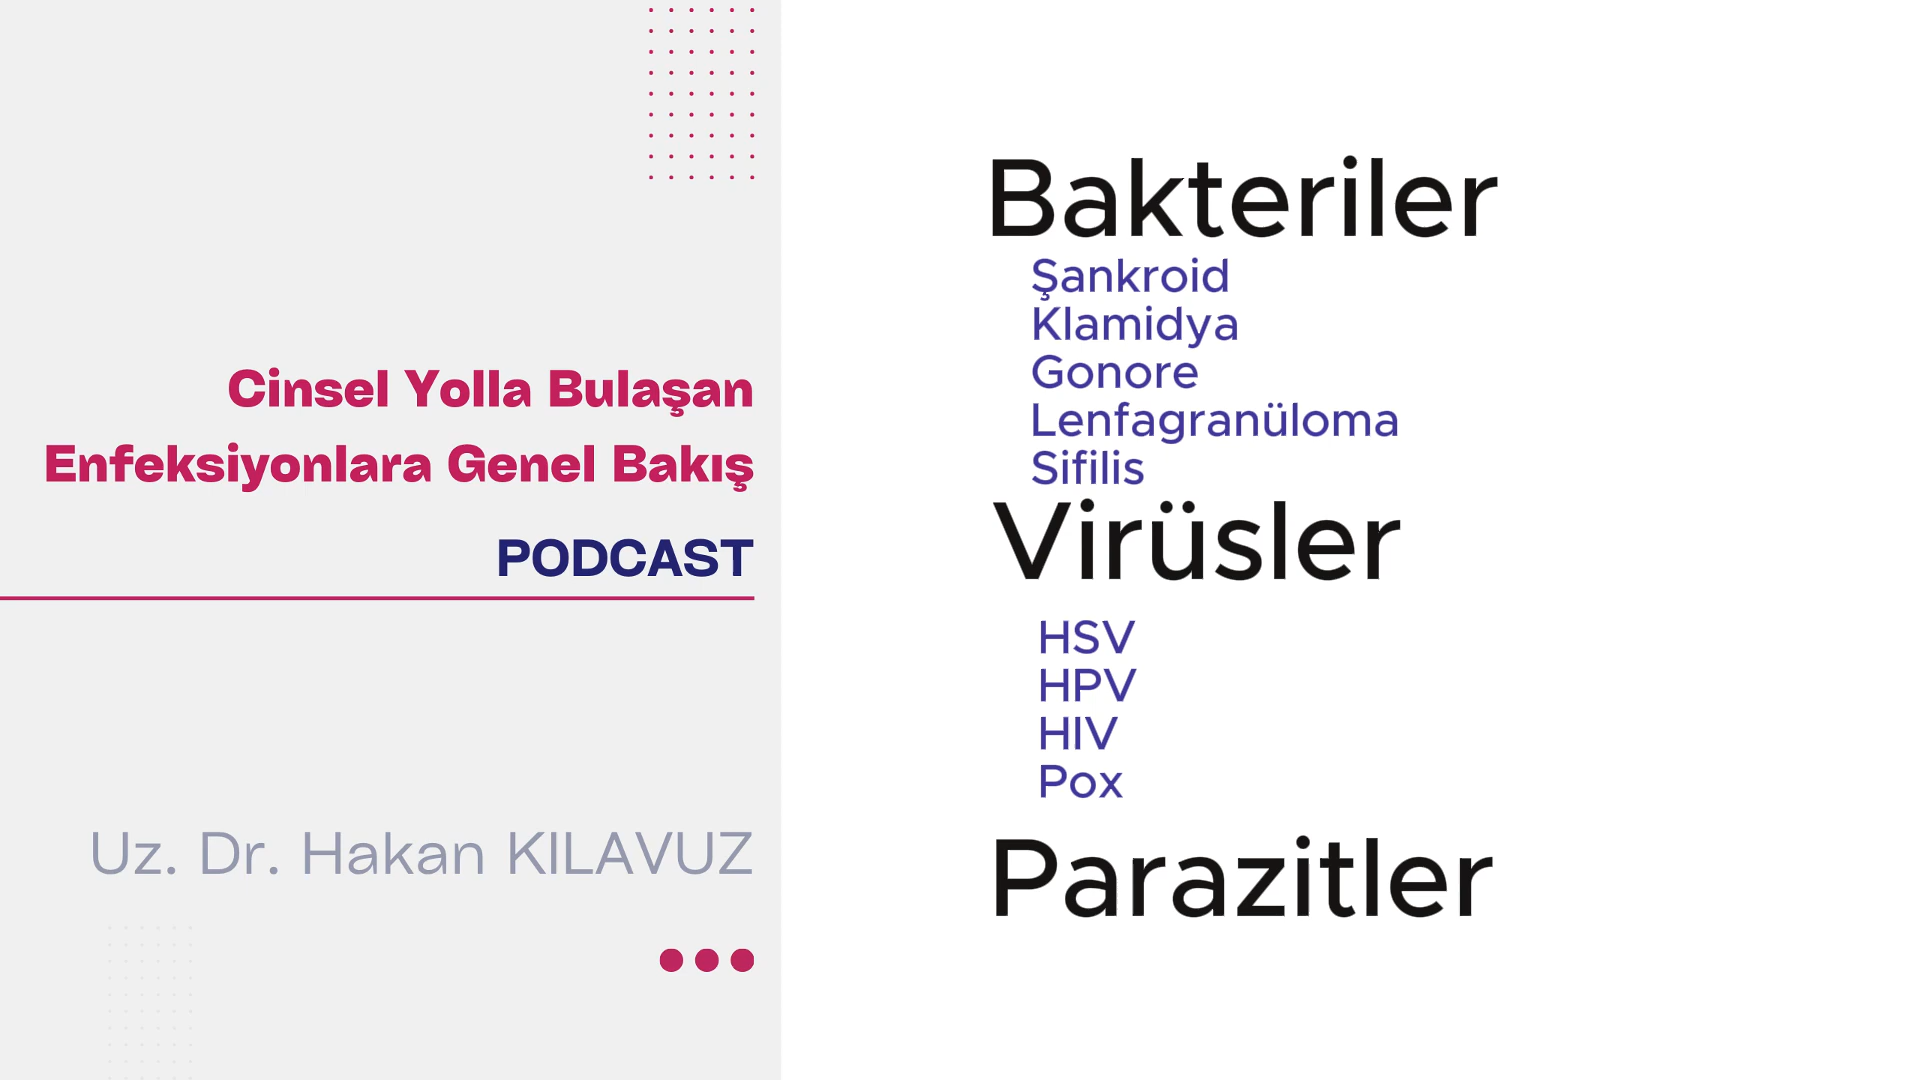 Cinsel Yolla Bulaşan
Enfeksiyonlara Genel Bakış
PODCAST
Uz. Dr. Hakan KILAVUZ
Bakteriler
Şankroid
Klamidya
Gonore
Lenfagranüloma
Sifilis
Virüsler
HSV
HPV
HIV
Pox
Parazitler